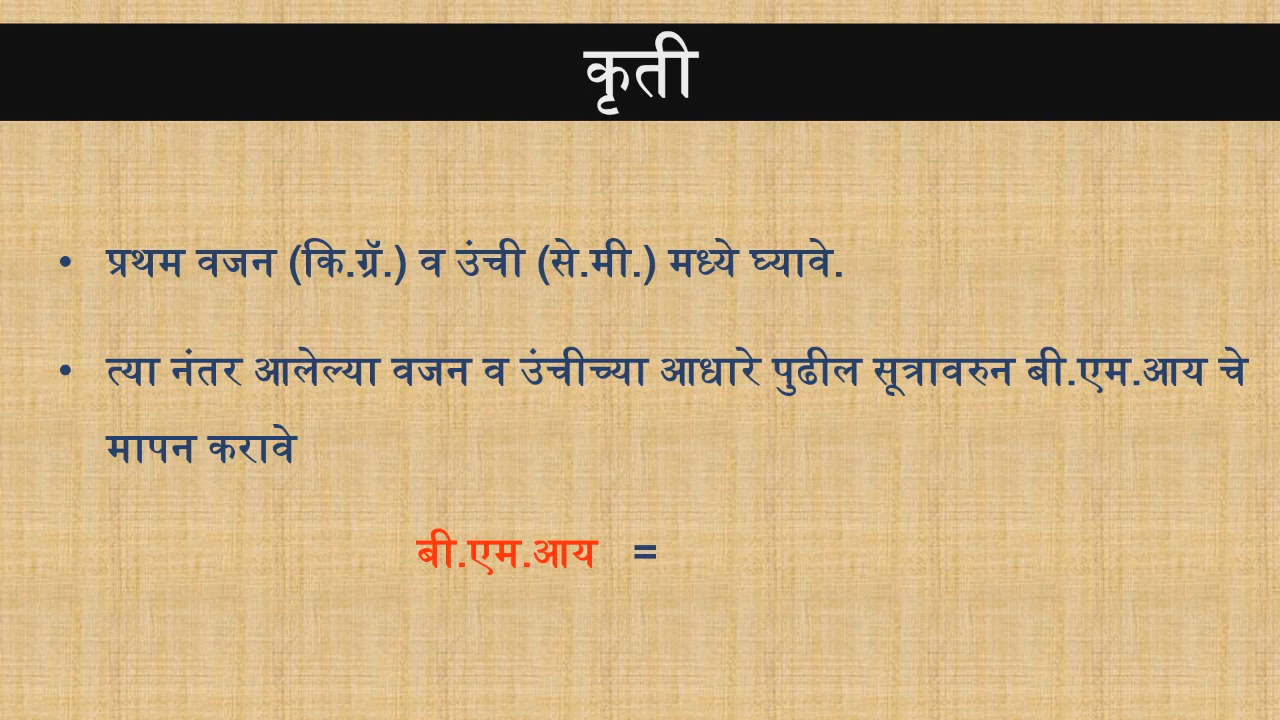 कृती
• प्रथम वजन (कि.ग्रॅ.) व उंची (से.मी.) मध्ये घ्यावे.
• त्या नंतर आलेल्या वजन व उंचीच्या आधारे पुढील सूत्रावरुन बी.एम.आय चे
मापन करावे
बी.एम.आय =